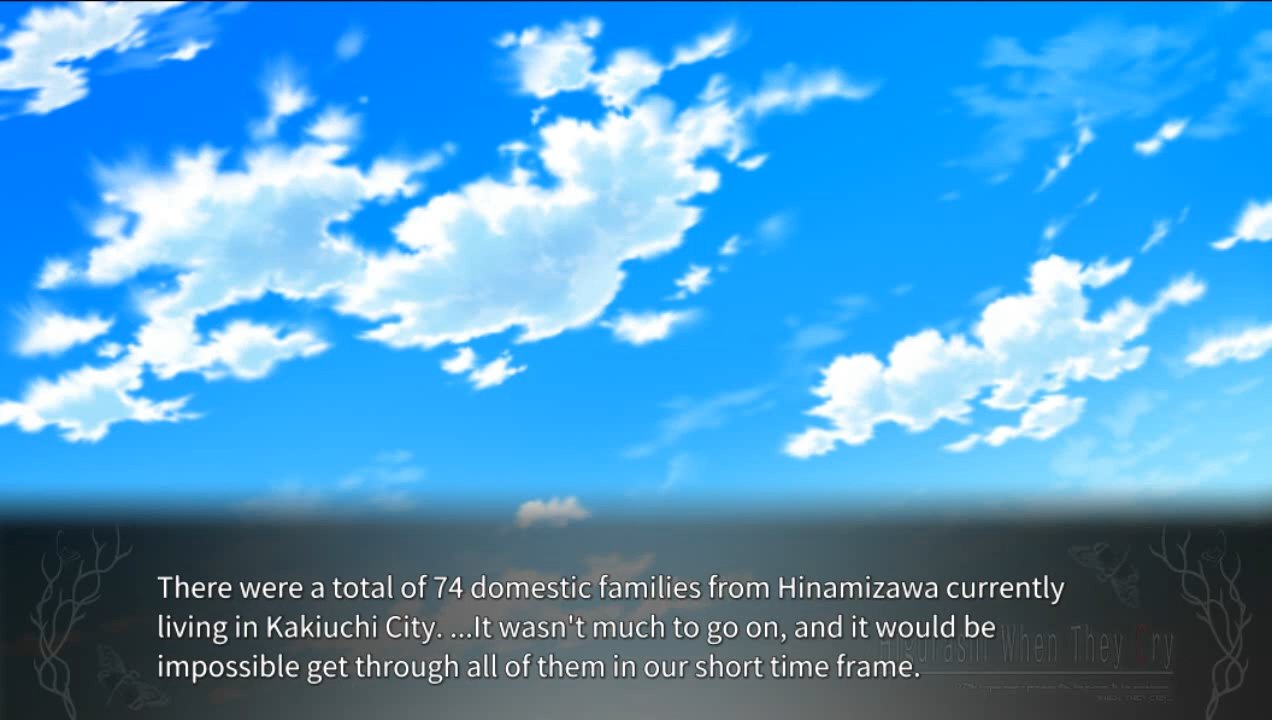 There were a total of 74 domestic families from Hinamizawa currently
living in Kakiuchi City. ...It wasn't much to go on, and it would be
impossible get through all of them in our short time frame.
Higurashi When They Cry